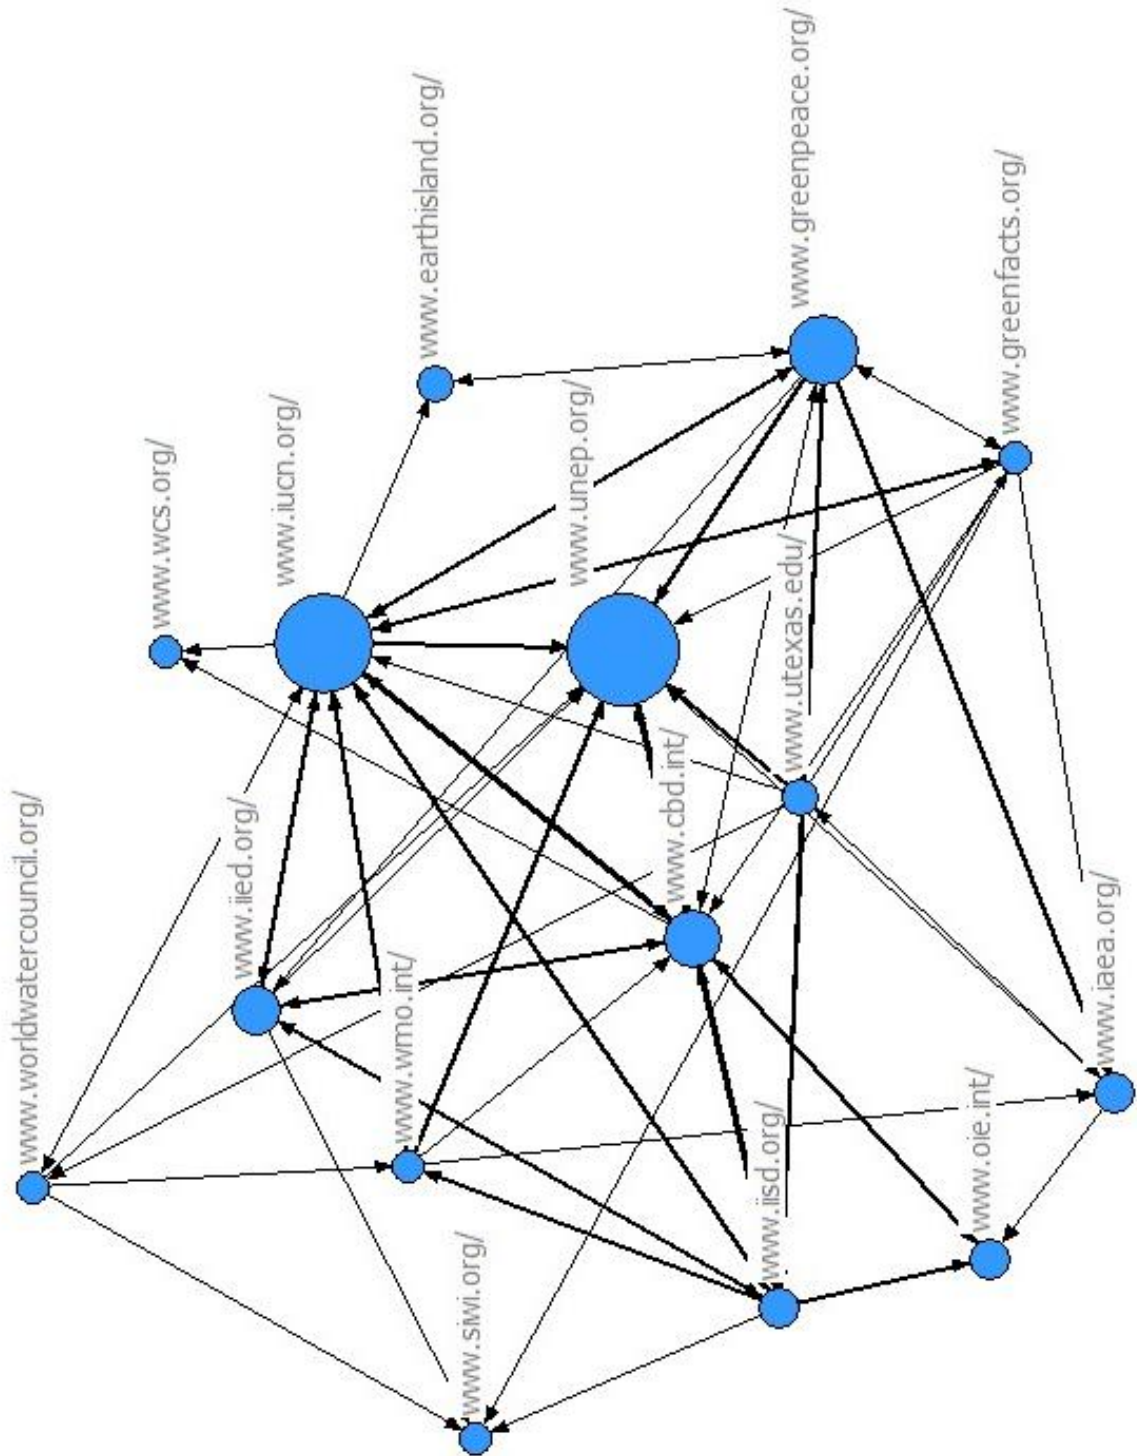 www.worldwatercouncil.org/
www.siwi.org/
www.iied.org/
www.wmo.int/
www.wcs.org/
www.iucn.org/
www.earthisland.org/
www.unep.org/
www.cbd.int/
www.iisd.org/
www.utexas.edu/
www.greenpeace.org/
www.oie.int/
www.greenfacts.org/
www.iaea.org/